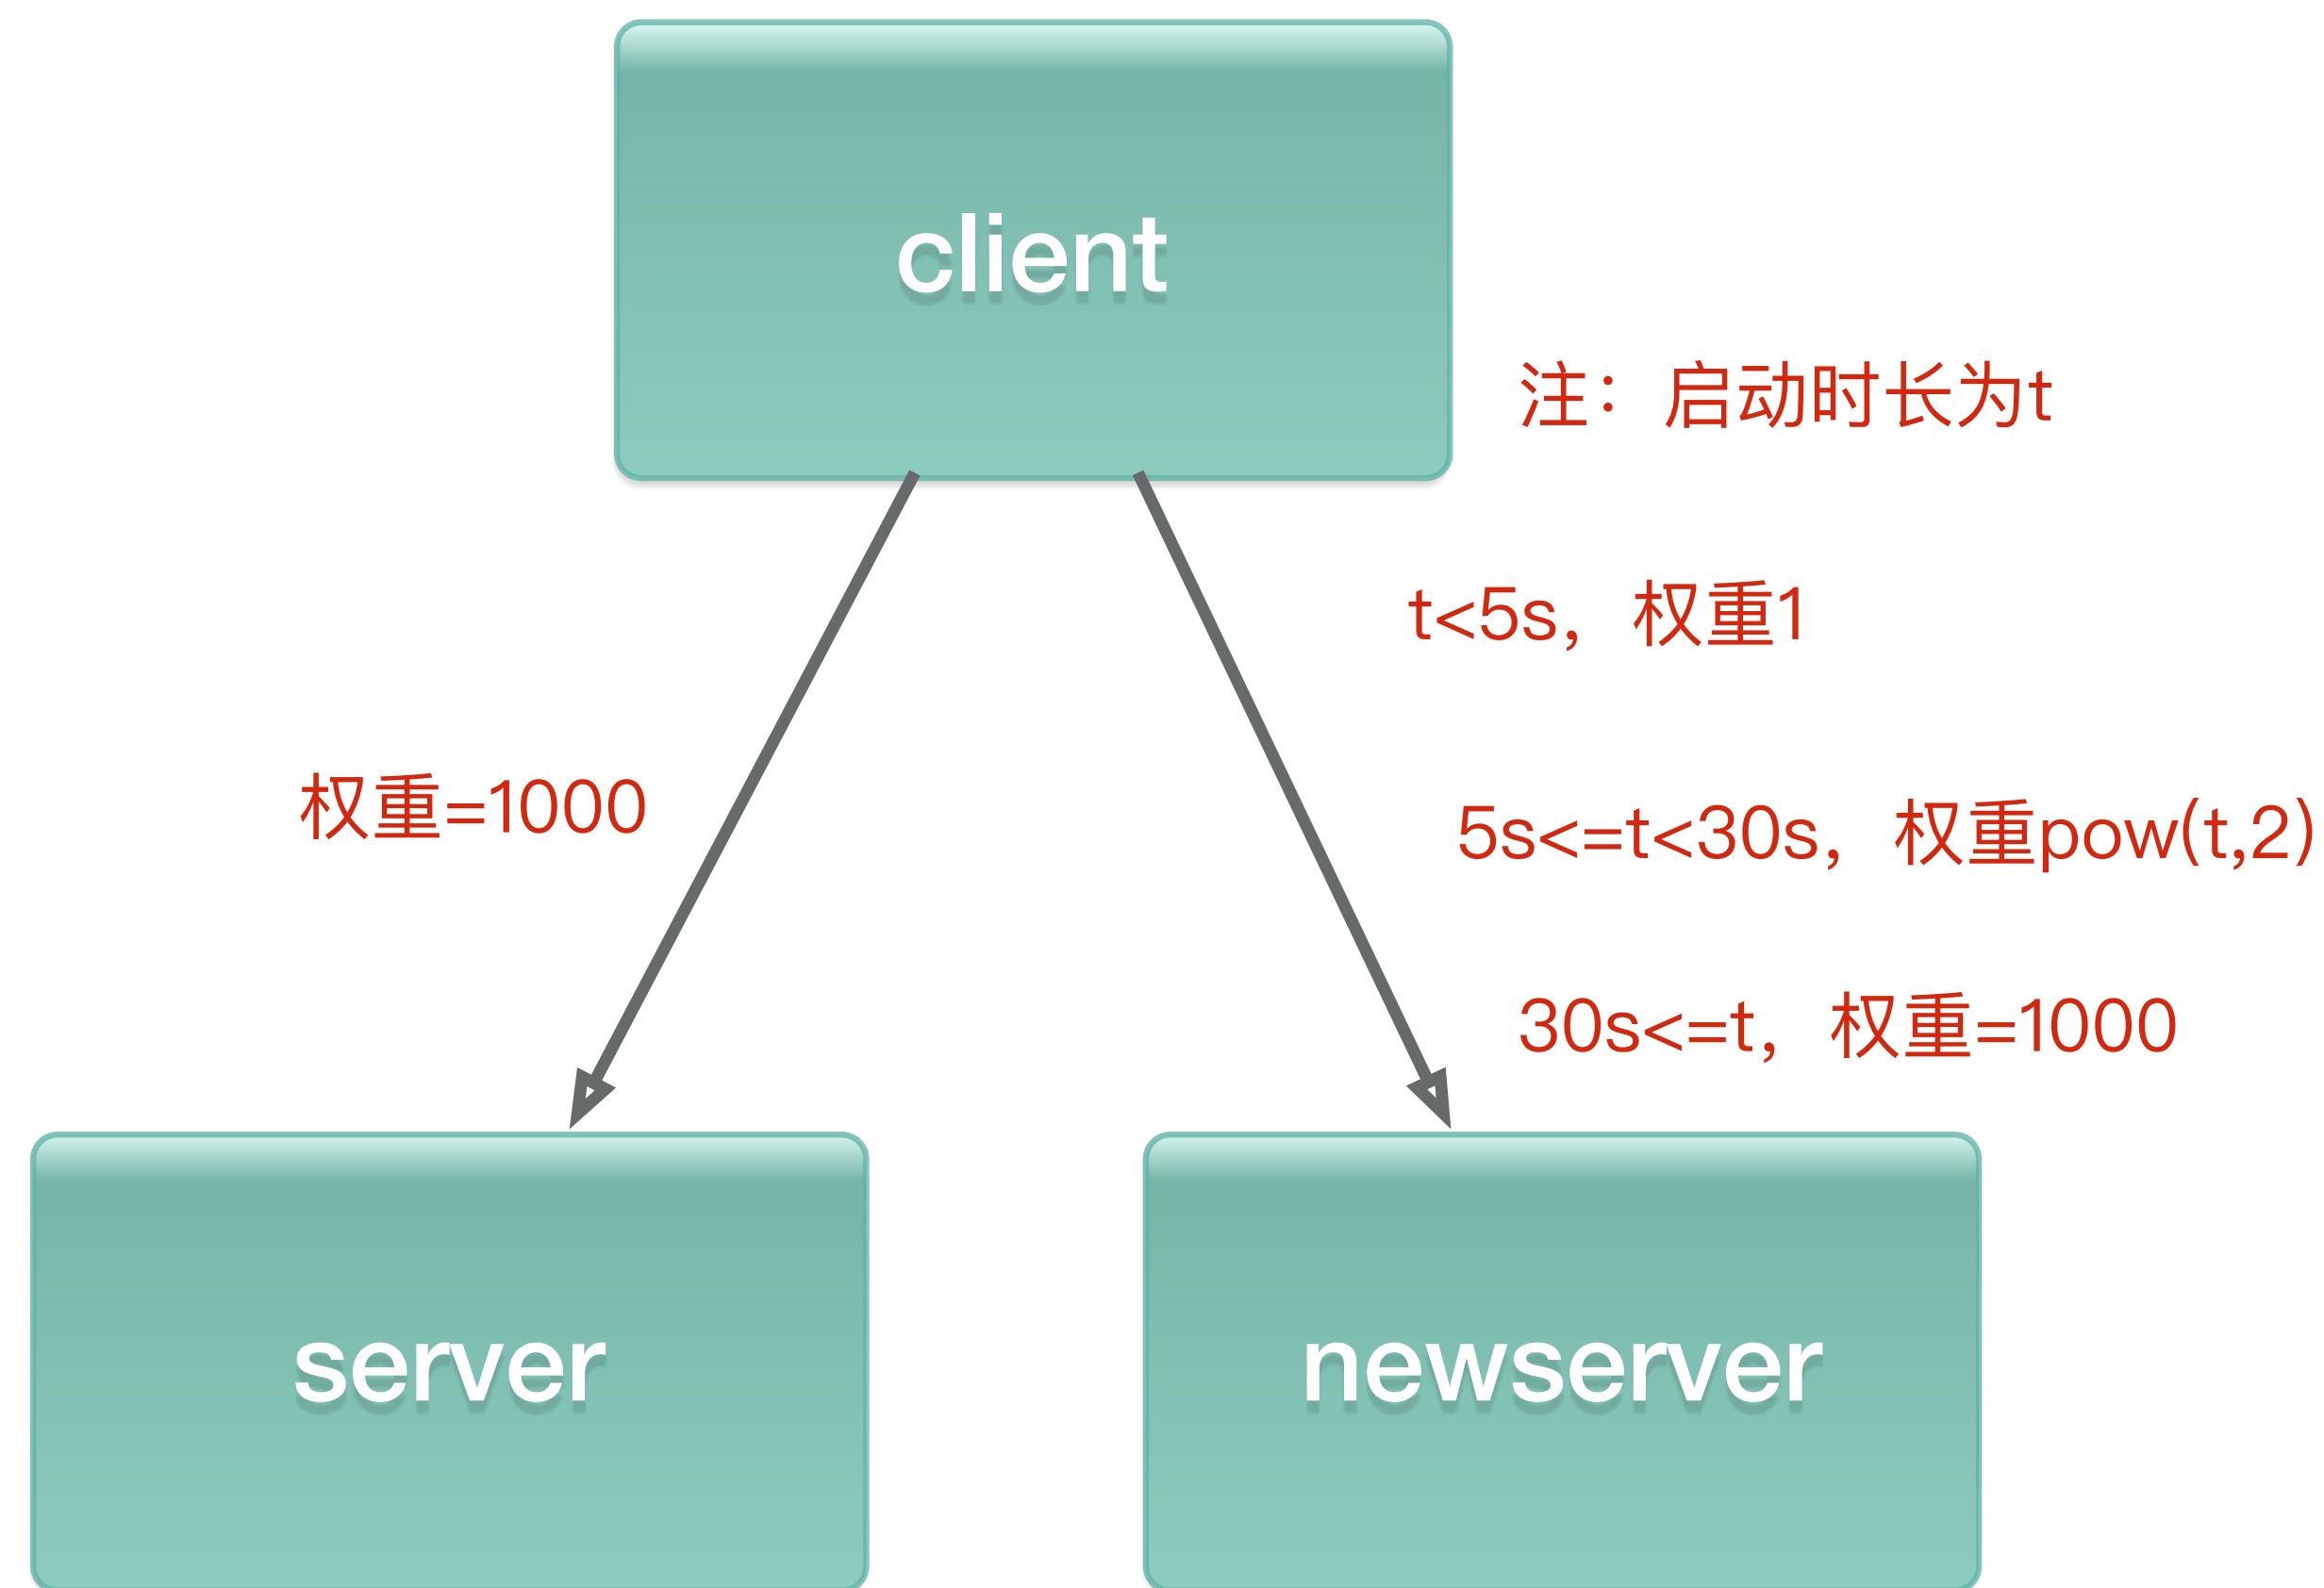 client
注：启动时长为t
t<5s，权重1
权重=1000
5s<=t<30s，权重pow(t,2)
30s<=t，权重=1000
server
newserver